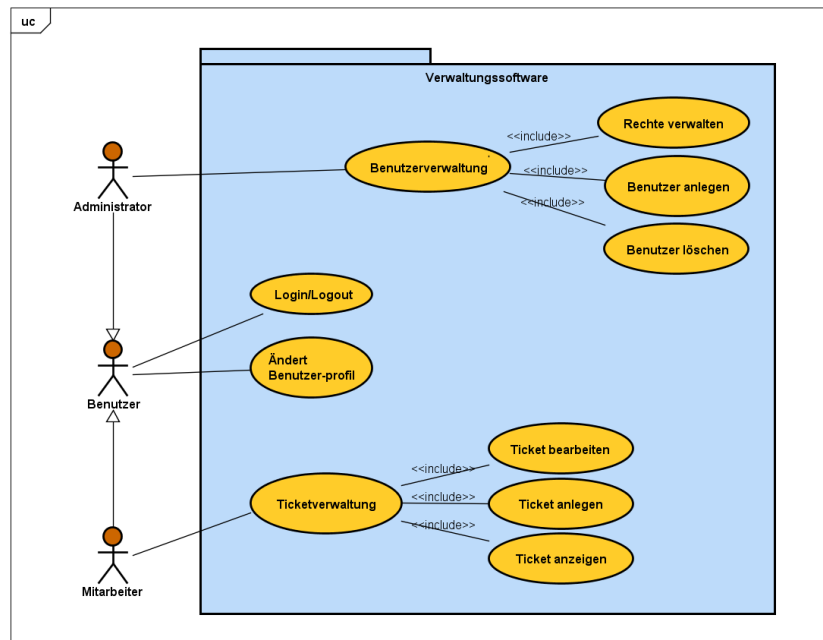 uc
Verwaltungssoftware
Rechte verwalten
<<include>>
Benutzerverwaltung
<<include>>
Benutzer anlegen
<<include>>
Administrator
Benutzer löschen
Login/Logout
Ändert
Benutzer-profil
Benutzer
Ticket bearbeiten
<<include>>
Ticketverwaltung
<<include>>
Ticket anlegen
<<include>>
Ticket anzeigen
Mitarbeiter